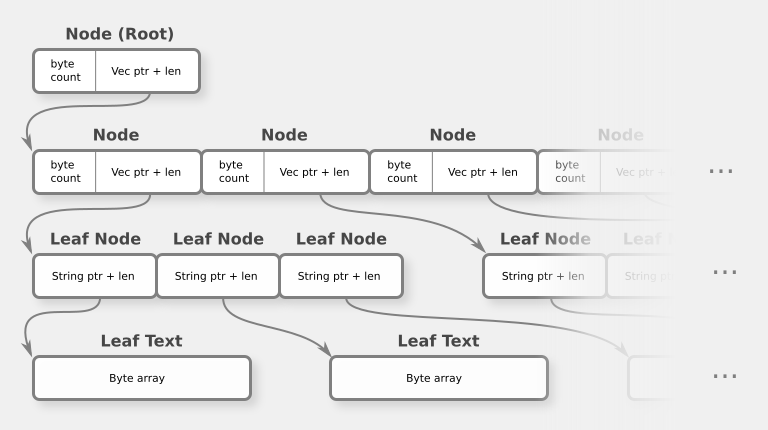 Node (Root)
byte
count
Vec ptr + len
Node
Node
Node
Node
byte
count
Vec ptr + len
byte
count
Vec ptr + len
byte
count
Vec ptr + len
byte
count
Vec ptr +
...
Leaf Node
Leaf Node
Leaf Node
Leaf Node
Leaf
String ptr + len
String ptr + len
String ptr + len
String ptr + len
String ptr
...
Leaf Text
Leaf Text
Byte array
Byte array
...